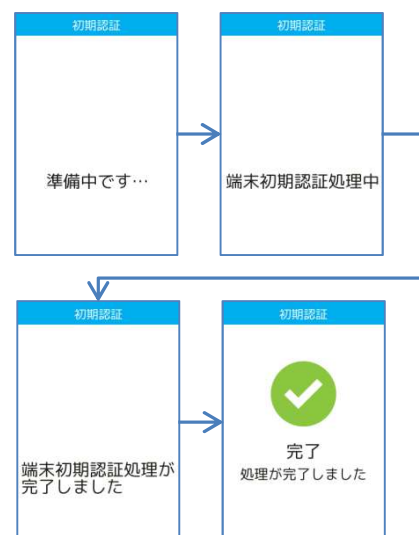 初期認証
準備中です…
初期認証
端末初期認証処理中
初期認証
端末初期認証処理が
完了しました
初期認証
完了
処理が完了しました